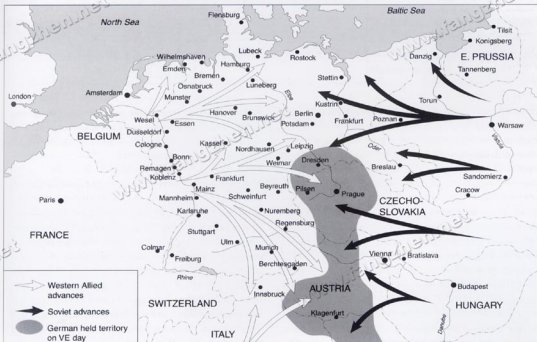 North Sea
Baltic Sea
Flensburg
Tilsit
Konigsberg
Danzig
E. PRUSSIA
Wilhelmshaven
Lubeck
Rostock
Emden
Hamburg
Tannenberg
Bremen
Stettin
London
Amsterdam
Osnabruck
Luneberg
Munster
Elbe
Kustrin
Torun
Wesel
Hanover
Berlin
Poznan
Warsaw
Essen
Brunswick
Potsdam
Frankfurt
BELGIUM
Dusseldorf
Cologne
Kassel
Nordhausen
Leipzig
Oder
Vistula
Bonn
Weimar
Dresden
Breslau
Remagen
Koblenz
Frankfurt
Sandomierz
Mainz
Beyreuth
Pilsen
Prague
Cracow
Paris
Mannheim
Schweinfurt
CZECHO-
SLOVAKIA
Karlsruhe
Nuremberg
FRANCE
Stuttgart
Regensburg
Ulm
Colmar
Munich
Vienna
Bratislava
Freiburg
Berchtesgaden
Rhine
AUSTRIA
Budapest
SWITZERLAND
Innsbruck
HUNGARY
Klagenfurt
ITALY
Danube
Western Allied
advances
Soviet advances
German held territory
on VE day
www.fangzhen.net